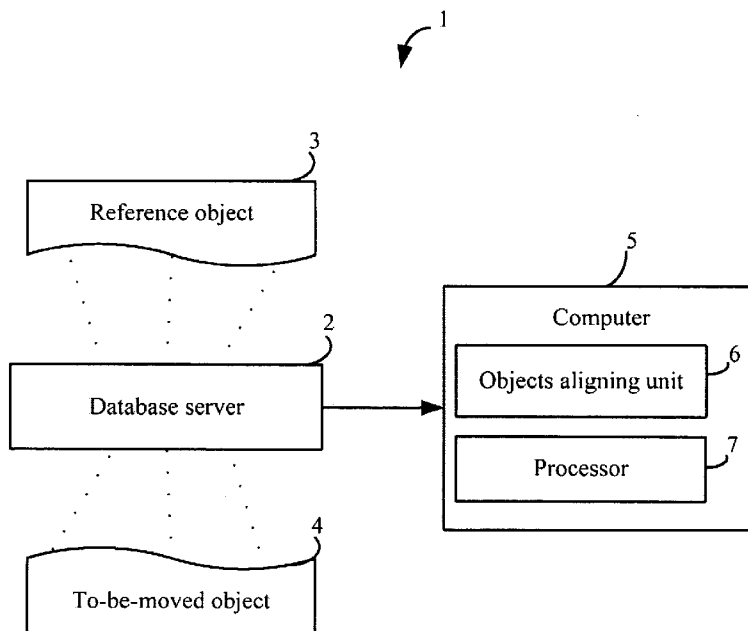 1
3
Reference object
5
Computer
2
6
Objects aligning unit
Database server
7
Processor
4
To-be-moved object